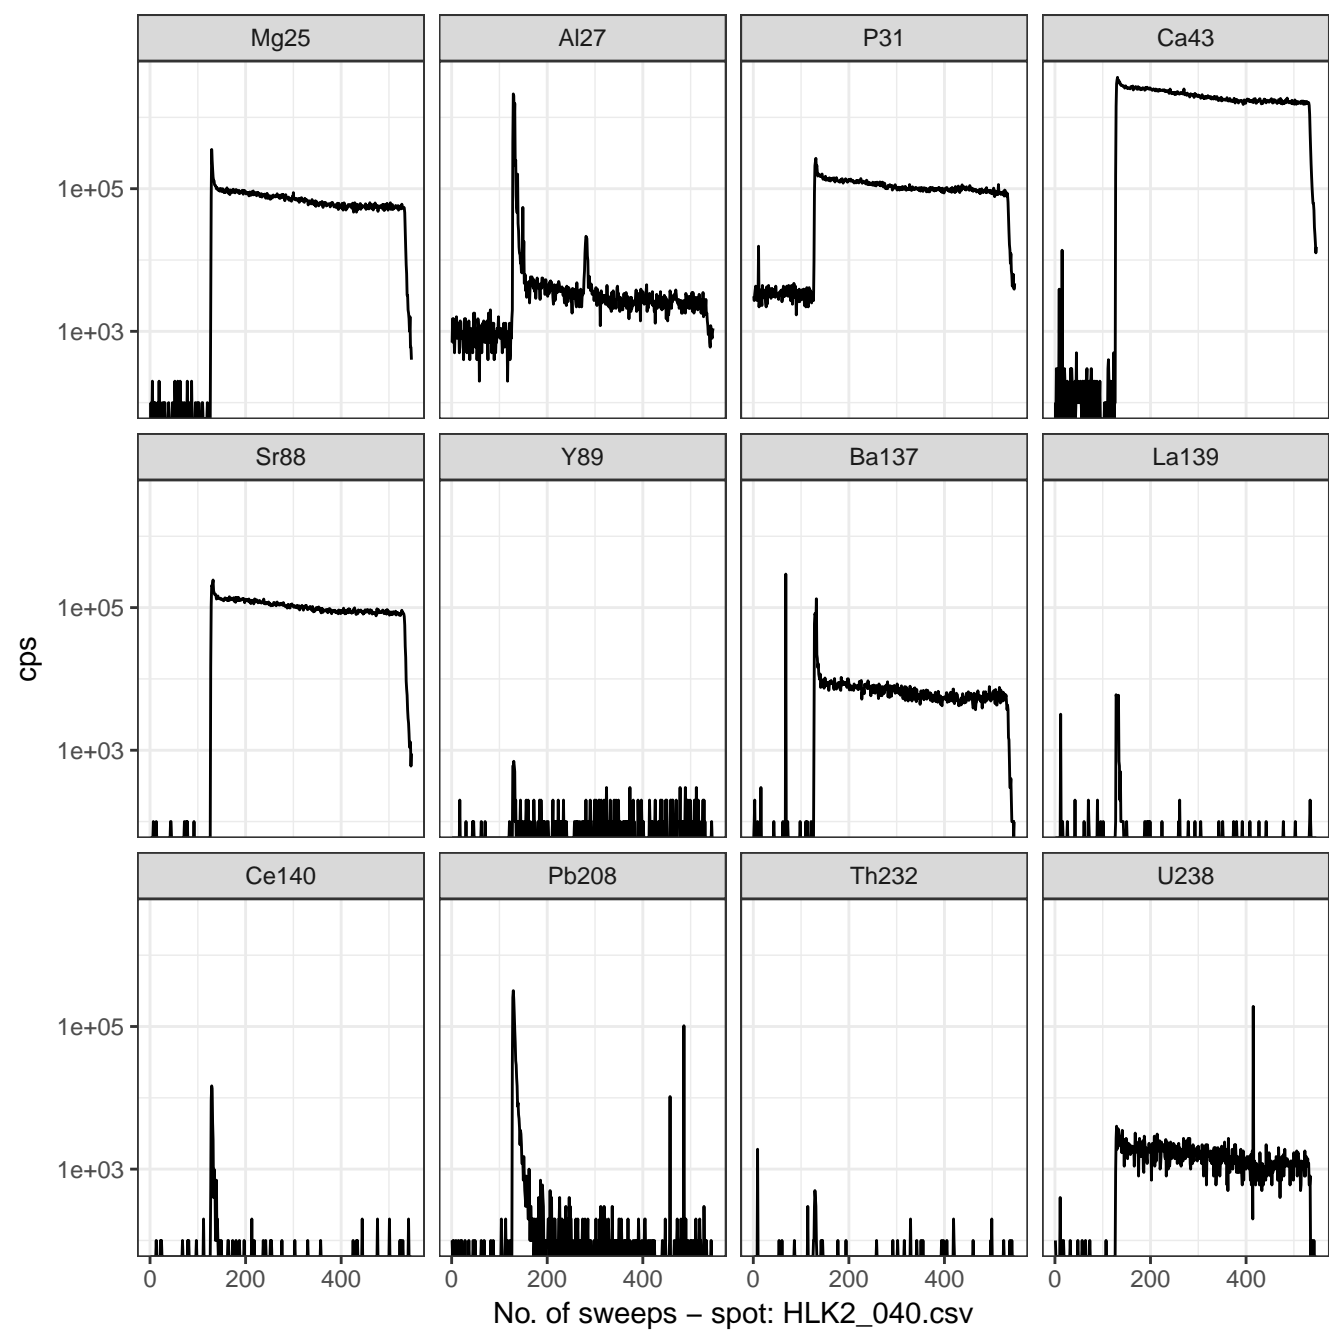 Mg25 Al27 P31 Ca43
1e+05
1e+03
Sr88 Y89 Ba137 La139
1e+05
1e+03
cps
Ce140 Pb208 Th232 U238
1e+05
1e+03
0 200 400 0 200 400 0 200 400 0 200 400
No. of sweeps − spot: HLK2_040.csv